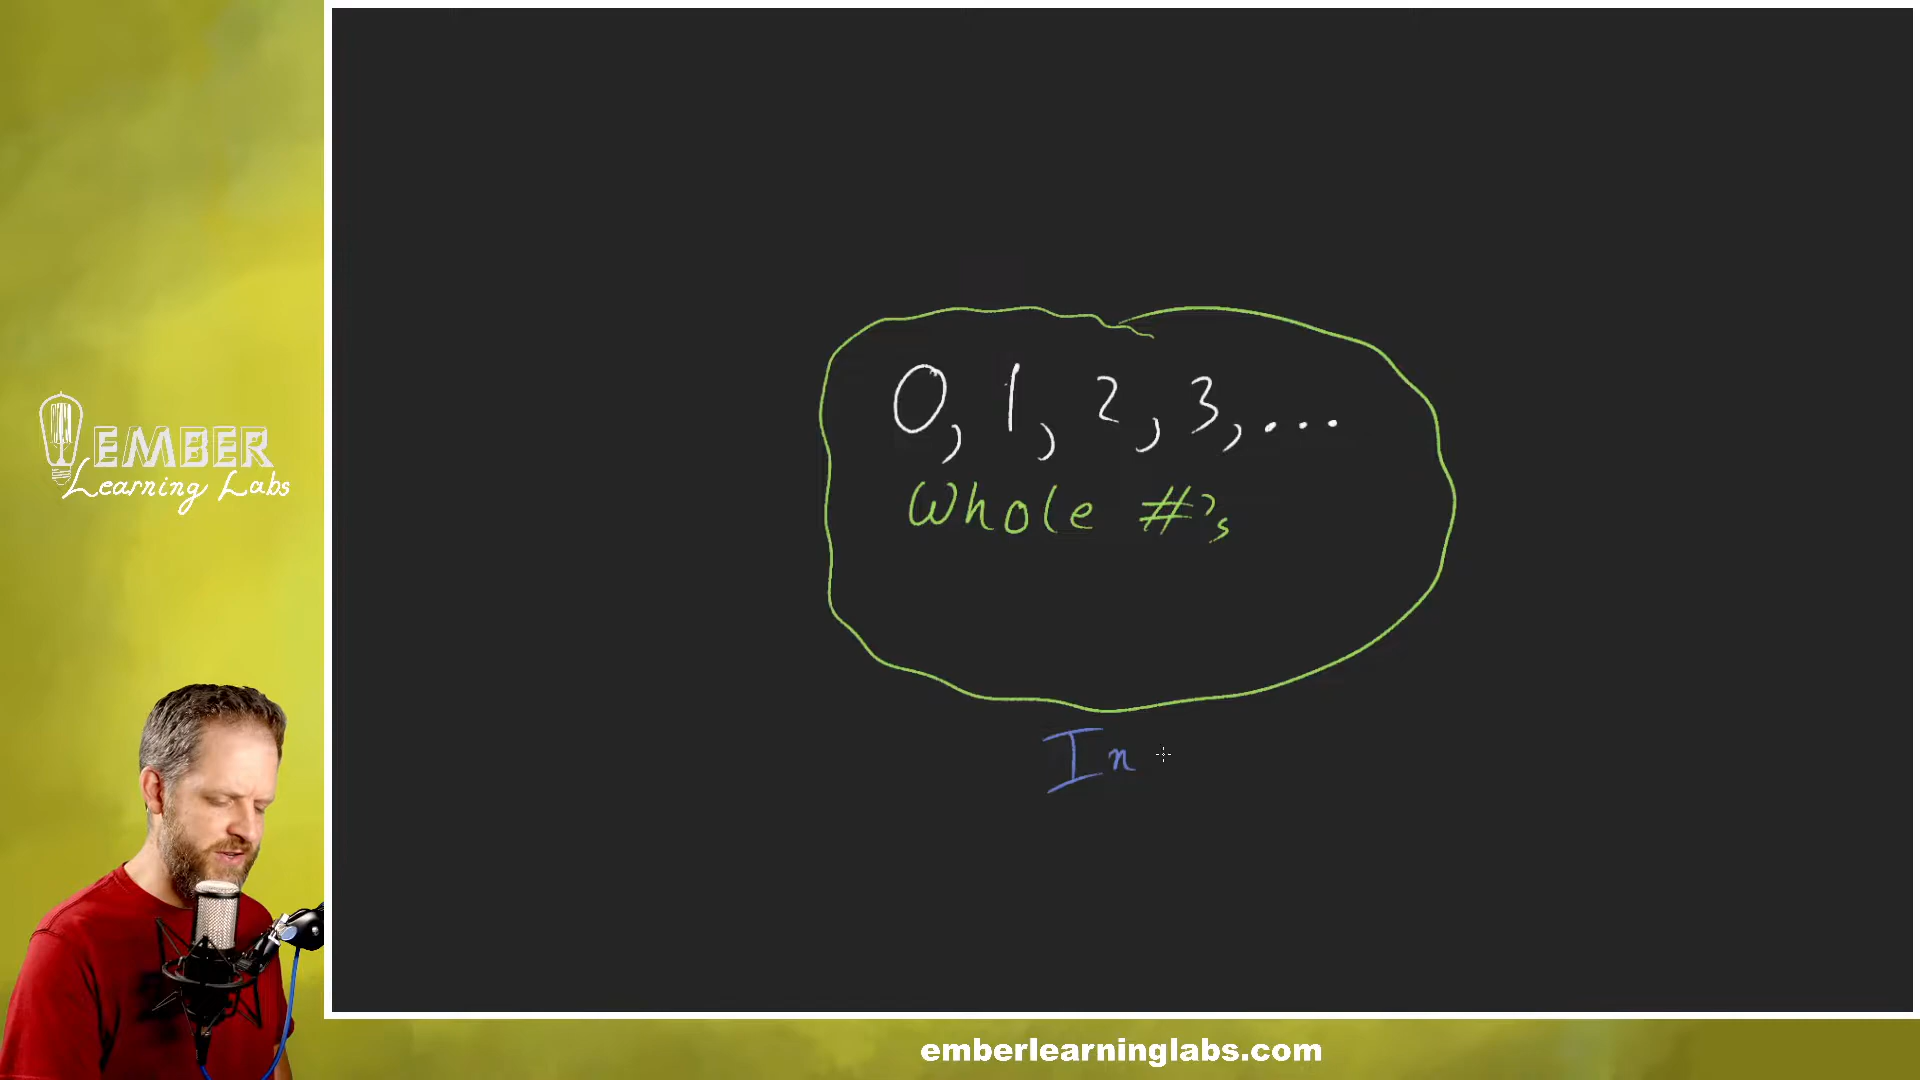 0, 1, 2, 3, ...
Whole #'s
EMBER
Learning Labs
In
emberlearninglabs.com